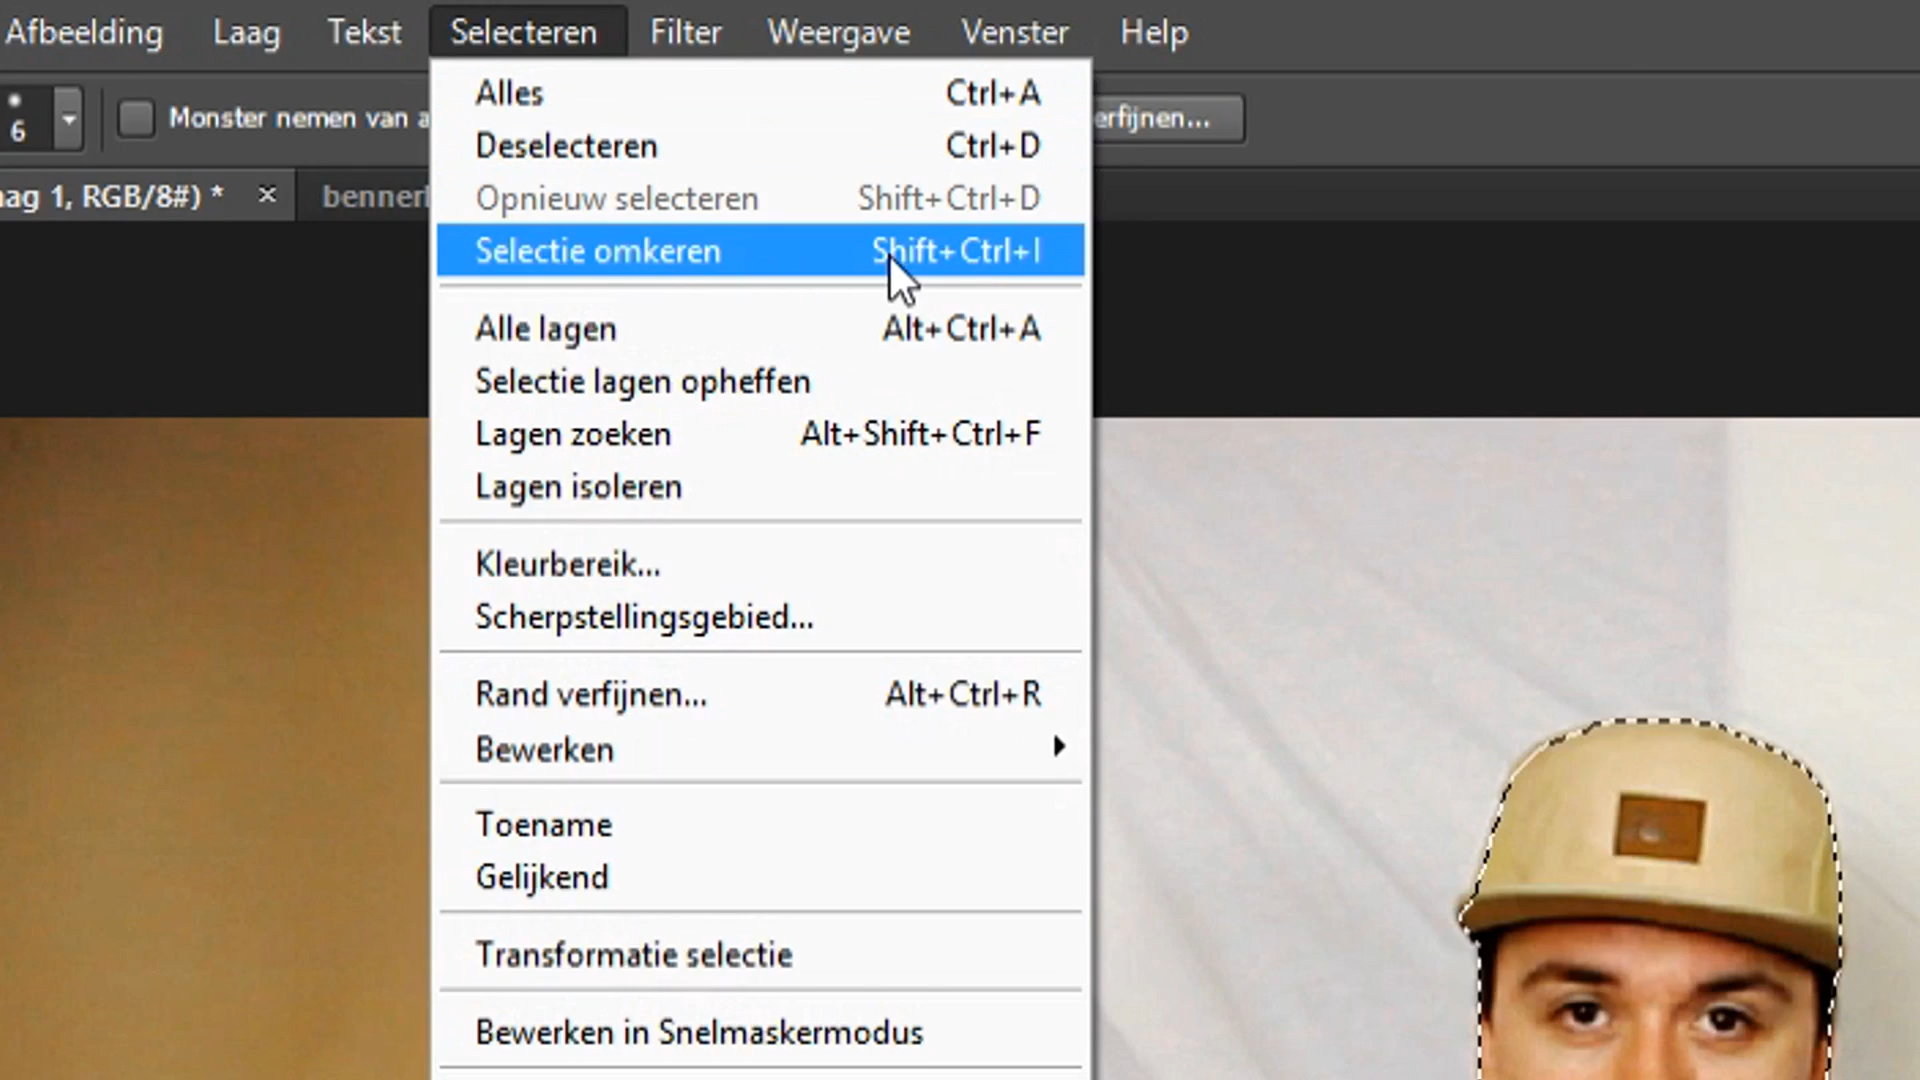 Afbeelding Laag Tekst Selecteren Filter Weergave Venster Help
6 Monster nemen van a erfijnen...
ag 1, RGB/8#) * × benner
Alles Ctrl+A
Deselecteren Ctrl+D
Opnieuw selecteren Shift+Ctrl+D
Selectie omkeren Shift+Ctrl+I
Alle lagen Alt+Ctrl+A
Selectie lagen opheffen
Lagen zoeken Alt+Shift+Ctrl+F
Lagen isoleren
Kleurbereik...
Scherpstellingsgebied...
Rand verfijnen... Alt+Ctrl+R
Bewerken
Toename
Gelijkend
Transformatie selectie
Bewerken in Snelmaskermodus